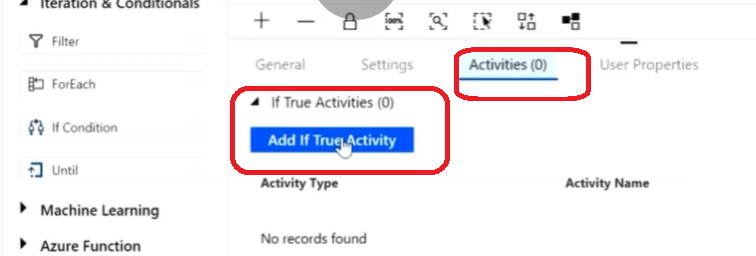 Iteration & Conditionals
Filter
ForEach
If Condition
Until
Machine Learning
Azure Function
100%
General Settings Activities (0) User Properties
If True Activities (0)
Add If True Activity
Activity Type Activity Name
No records found